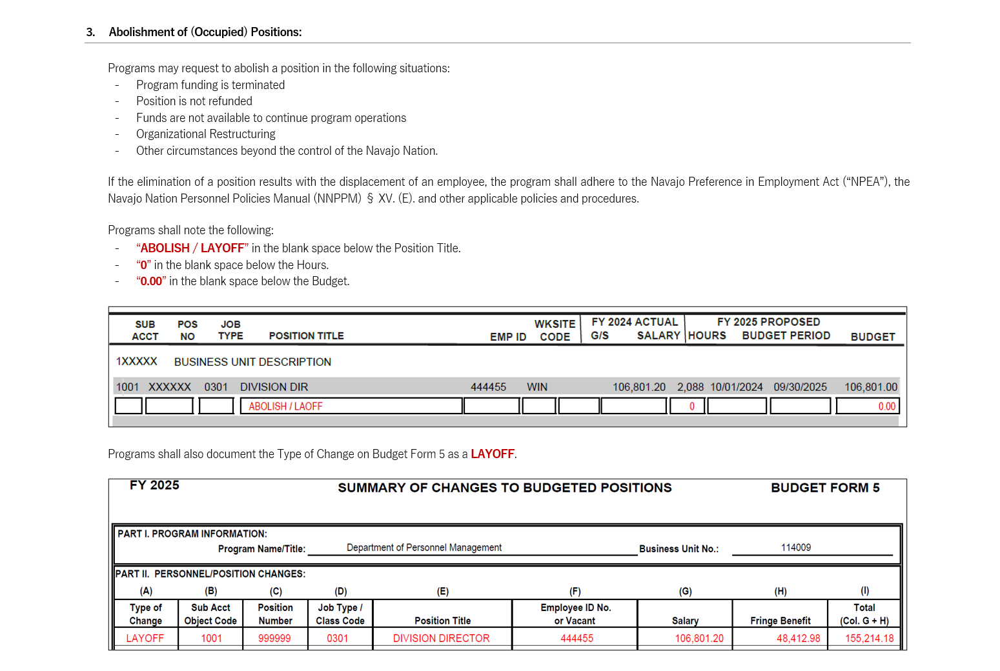 3. Abolishment of (Occupied) Positions:
Programs may request to abolish a position in the following situations:
- Program funding is terminated
- Position is not refunded
- Funds are not available to continue program operations
- Organizational Restructuring
- Other circumstances beyond the control of the Navajo Nation.
If the elimination of a position results with the displacement of an employee, the program shall adhere to the Navajo Preference in Employment Act (“NPEA”), the
Navajo Nation Personnel Policies Manual (NNPPM) § XV. (E). and other applicable policies and procedures.
Programs shall note the following:
- “ABOLISH / LAYOFF” in the blank space below the Position Title.
- “0” in the blank space below the Hours.
- “0.00” in the blank space below the Budget.
SUB POS JOB WKSITE FY 2024 ACTUAL FY 2025 PROPOSED
ACCT NO TYPE POSITION TITLE EMP ID CODE G/S SALARY HOURS BUDGET PERIOD BUDGET
1XXXXX BUSINESS UNIT DESCRIPTION
1001 XXXXXX 0301 DIVISION DIR 444455 WIN 106,801.20 2,088 10/01/2024 09/30/2025 106,801.00
ABOLISH / LAOFF 0 0.00
Programs shall also document the Type of Change on Budget Form 5 as a LAYOFF.
FY 2025 SUMMARY OF CHANGES TO BUDGETED POSITIONS BUDGET FORM 5
PART I. PROGRAM INFORMATION:
Program Name/Title: Department of Personnel Management Business Unit No.: 114009
PART II. PERSONNEL/POSITION CHANGES:
(A) (B) (C) (D) (E) (F) (G) (H) (I)
Type of Sub Acct Position Job Type / Employee ID No. Total
Change Object Code Number Class Code Position Title or Vacant Salary Fringe Benefit (Col. G + H)
LAYOFF 1001 999999 0301 DIVISION DIRECTOR 444455 106,801.20 48,412.98 155,214.18